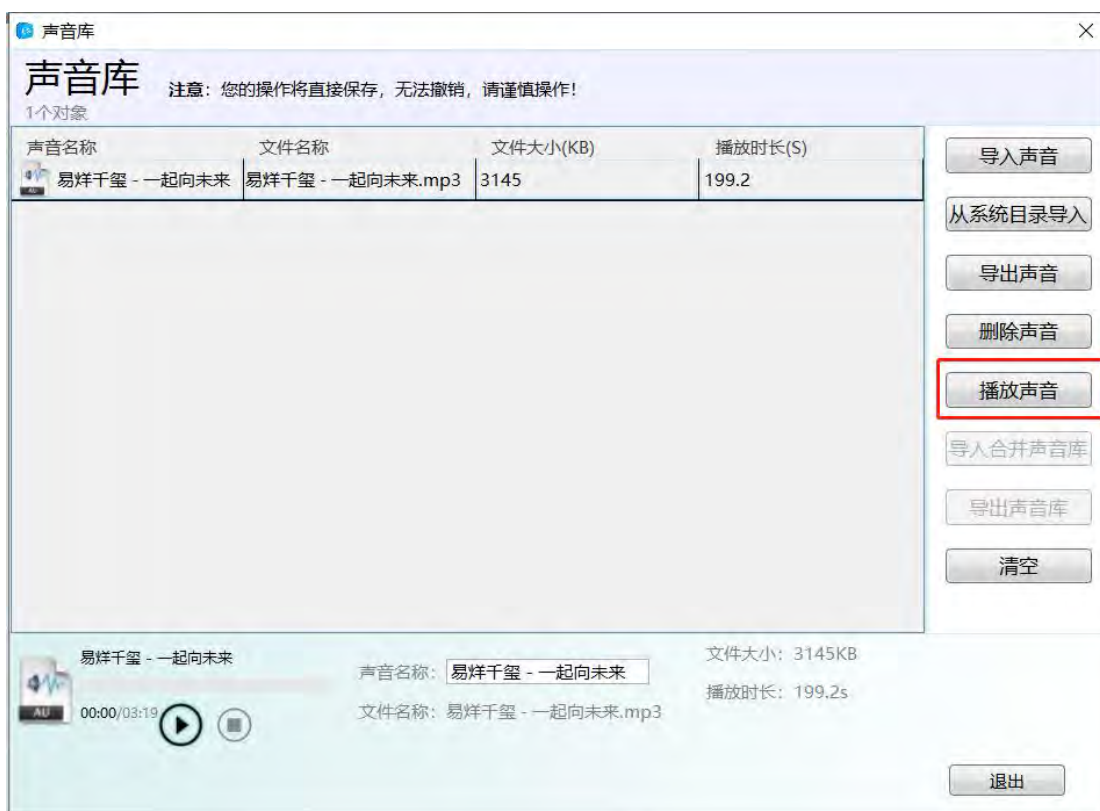 声音库
声音库 注意：您的操作将直接保存，无法撤销，请谨慎操作！
1个对象
声音名称 文件名称 文件大小(KB) 播放时长(S)
易烊千玺 - 一起向未来 易烊千玺 - 一起向未来.mp3 3145 199.2
导入声音
从系统目录导入
导出声音
删除声音
播放声音
导入合并声音库
导出声音库
清空
易烊千玺 - 一起向未来
00:00/03:19
AU
声音名称： 易烊千玺 - 一起向未来
文件名称： 易烊千玺 - 一起向未来.mp3
文件大小： 3145KB
播放时长： 199.2s
退出